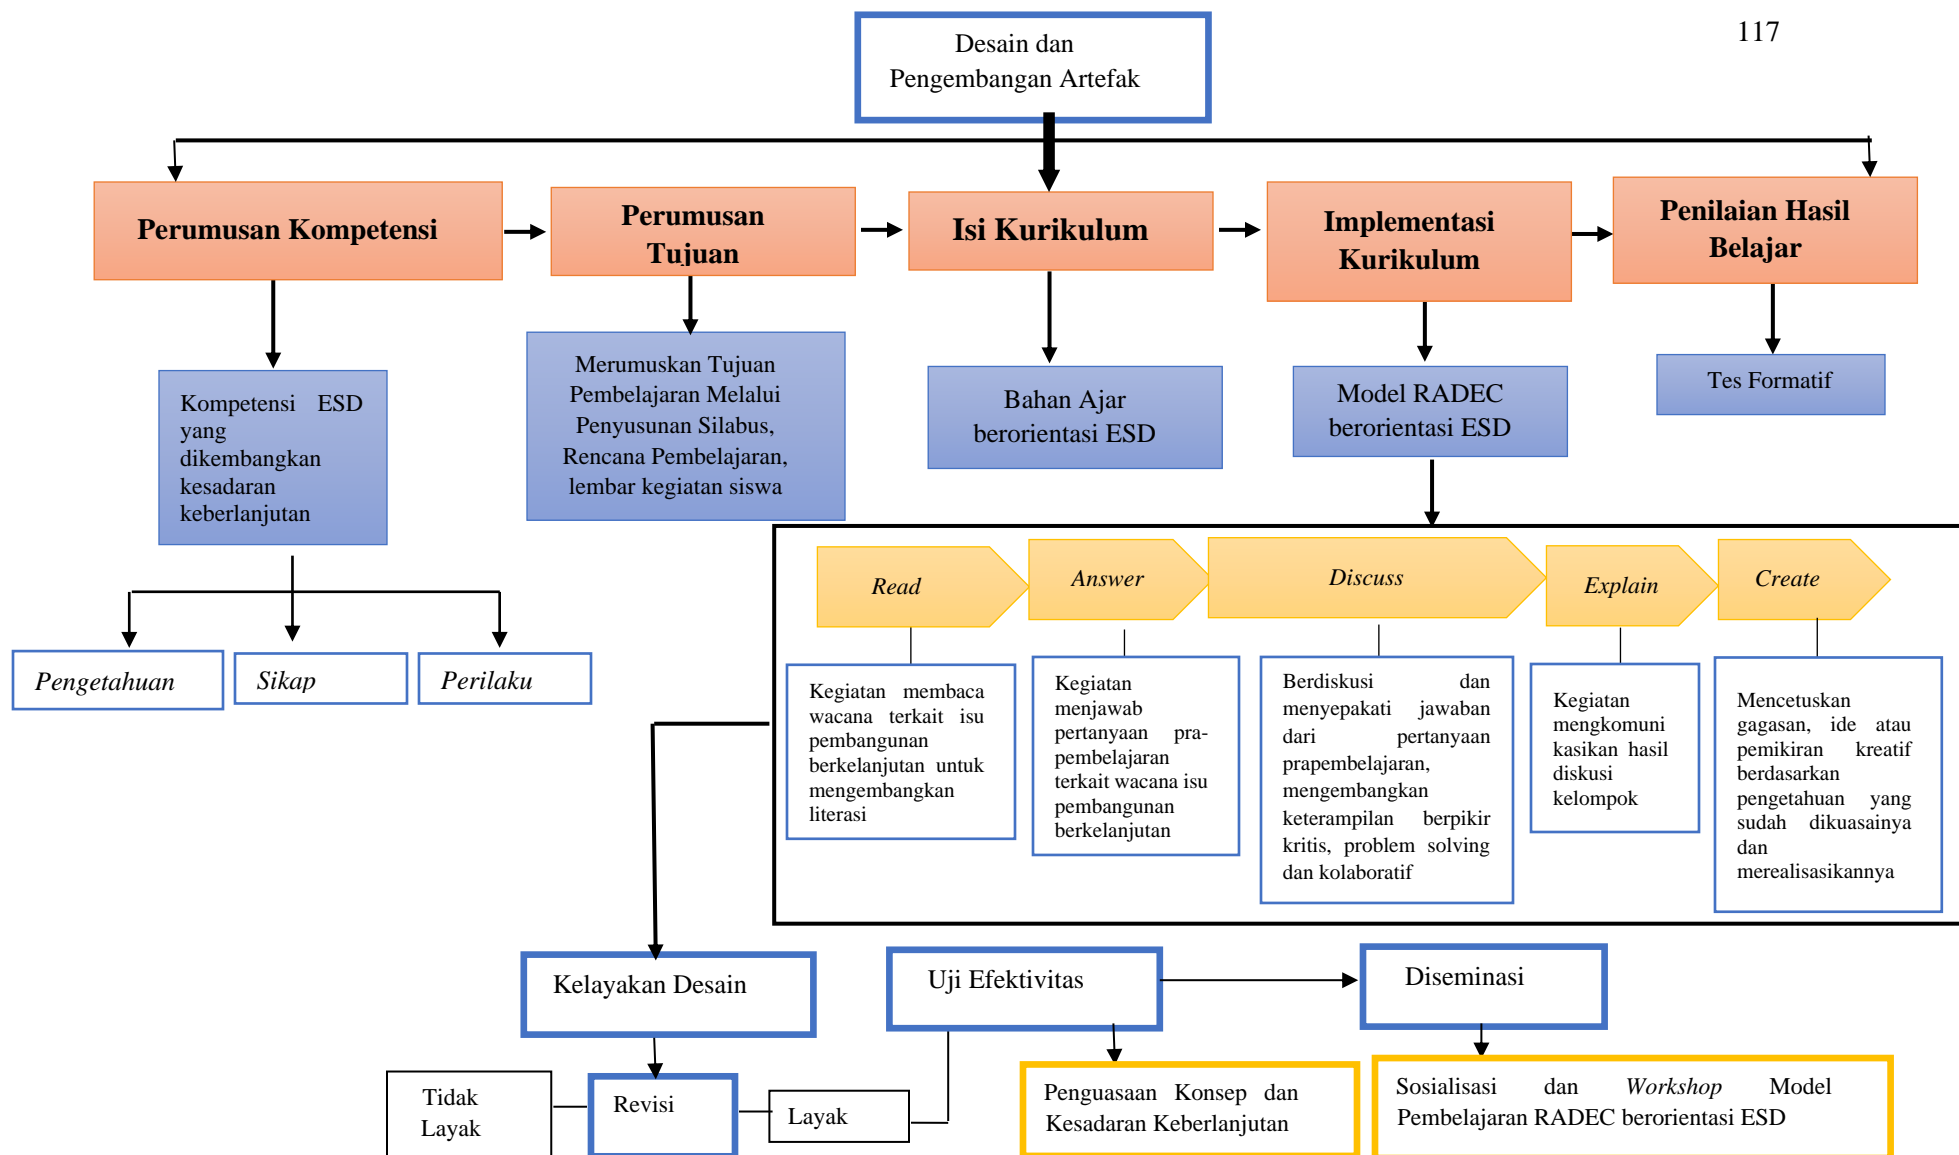 117
Desain dan
Pengembangan Artefak
Perumusan Kompetensi
Perumusan
Tujuan
Isi Kurikulum
Implementasi
Kurikulum
Penilaian Hasil
Belajar
Kompetensi ESD
yang
dikembangkan
kesadaran
keberlanjutan
Merumuskan Tujuan
Pembelajaran Melalui
Penyusunan Silabus,
Rencana Pembelajaran,
lembar kegiatan siswa
Bahan Ajar
berorientasi ESD
Model RADEC
berorientasi ESD
Tes Formatif
Pengetahuan
Sikap
Perilaku
Read
Answer
Discuss
Explain
Create
Kegiatan membaca
wacana terkait isu
pembangunan
berkelanjutan untuk
mengembangkan
literasi
Kegiatan
menjawab
pertanyaan pra-
pembelajaran
terkait wacana isu
pembangunan
berkelanjutan
Berdiskusi dan
menyepakati jawaban
dari pertanyaan
prapembelajaran,
mengembangkan
keterampilan berpikir
kritis, problem solving
dan kolaboratif
Kegiatan
mengkomuni
kasikan hasil
diskusi
kelompok
Mencetuskan
gagasan, ide atau
pemikiran kreatif
berdasarkan
pengetahuan yang
sudah dikuasainya
dan
merealisasikannya
Kelayakan Desain
Uji Efektivitas
Diseminasi
Tidak
Layak
Revisi
Layak
Penguasaan Konsep dan
Kesadaran Keberlanjutan
Sosialisasi dan Workshop Model
Pembelajaran RADEC berorientasi ESD